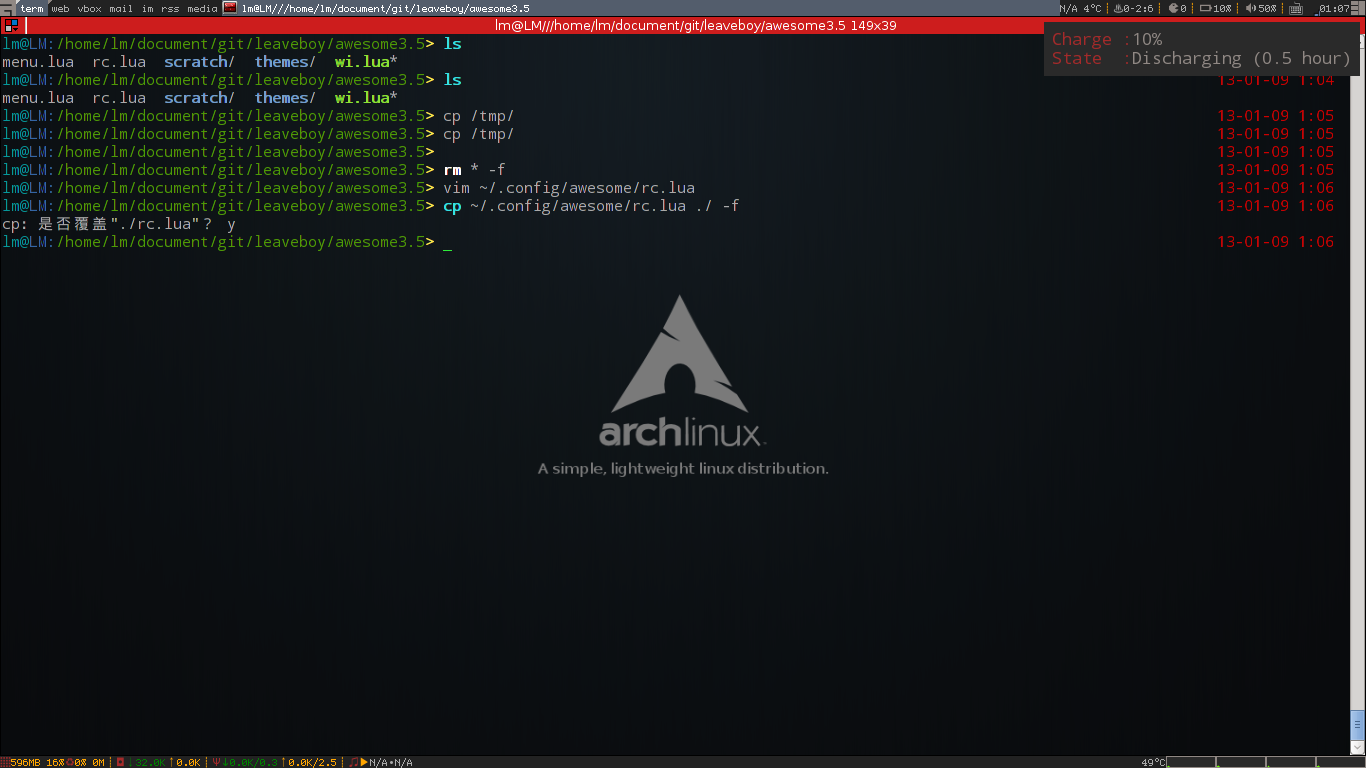 term web vbox mail im rss media lm@LM///home/lm/document/git/leaveboy/awesome3.5 N/A 4°C 0-2:6 0 10% 50% 01:07
lm@LM///home/lm/document/git/leaveboy/awesome3.5 149×39
Charge :10%
State :Discharging (0.5 hour)
lm@LM:/home/lm/document/git/leaveboy/awesome3.5> ls
menu.lua rc.lua scratch/ themes/ wi.lua*
lm@LM:/home/lm/document/git/leaveboy/awesome3.5> ls 13-01-09 1:04
menu.lua rc.lua scratch/ themes/ wi.lua*
lm@LM:/home/lm/document/git/leaveboy/awesome3.5> cp /tmp/ 13-01-09 1:05
lm@LM:/home/lm/document/git/leaveboy/awesome3.5> cp /tmp/ 13-01-09 1:05
lm@LM:/home/lm/document/git/leaveboy/awesome3.5> 13-01-09 1:05
lm@LM:/home/lm/document/git/leaveboy/awesome3.5> rm * -f 13-01-09 1:05
lm@LM:/home/lm/document/git/leaveboy/awesome3.5> vim ~/.config/awesome/rc.lua 13-01-09 1:06
lm@LM:/home/lm/document/git/leaveboy/awesome3.5> cp ~/.config/awesome/rc.lua ./ -f 13-01-09 1:06
cp: 是否覆盖"./rc.lua"？ y
lm@LM:/home/lm/document/git/leaveboy/awesome3.5> _ 13-01-09 1:06
archlinux
A simple, lightweight linux distribution.
596MB 16% 0% 0M ↓32.0K ↑0.0K ↓0.0K/0.3 ↑0.0K/2.5 N/A•N/A 49°C